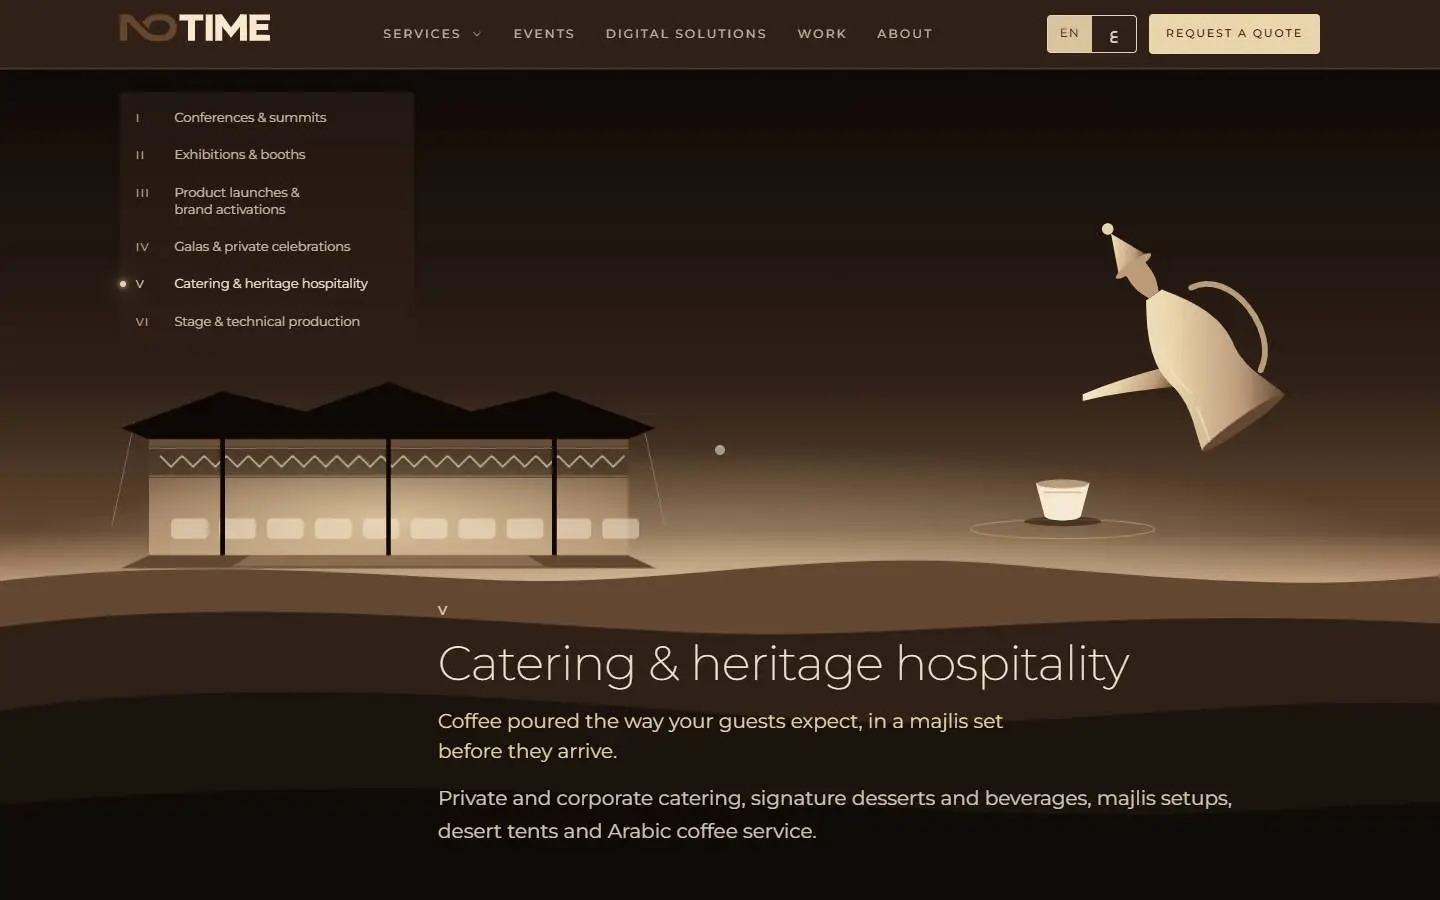 NOTIME
SERVICES
EVENTS
DIGITAL SOLUTIONS
WORK
ABOUT
EN
ع
REQUEST A QUOTE
I Conferences & summits
II Exhibitions & booths
III Product launches &
brand activations
IV Galas & private celebrations
V Catering & heritage hospitality
VI Stage & technical production
V
Catering & heritage hospitality
Coffee poured the way your guests expect, in a majlis set
before they arrive.
Private and corporate catering, signature desserts and beverages, majlis setups,
desert tents and Arabic coffee service.